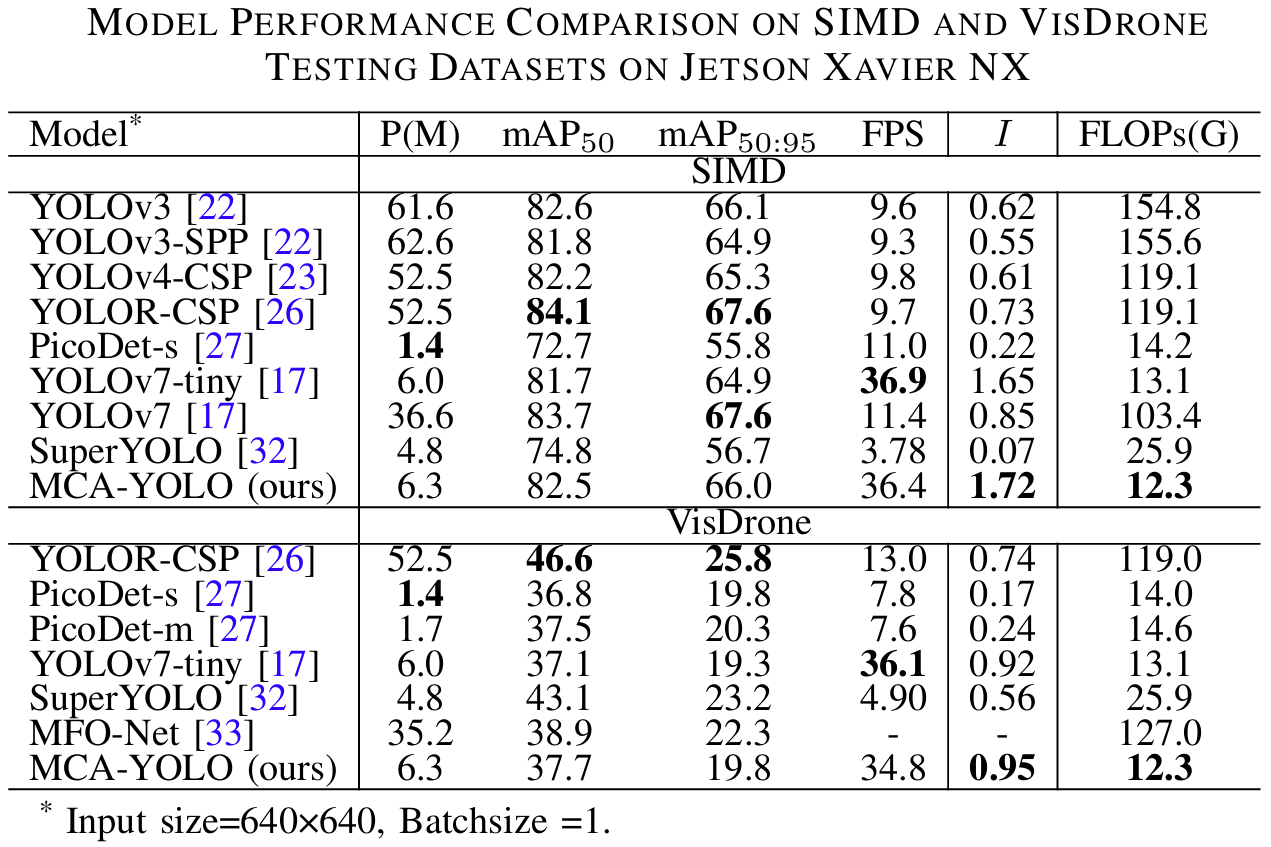 MODEL PERFORMANCE COMPARISON ON SIMD AND VISDRONE
TESTING DATASETS ON JETSON XAVIER NX
Model* P(M) mAP50 mAP50:95 FPS I FLOPs(G)
SIMD
YOLOv3 [22] 61.6 82.6 66.1 9.6 0.62 154.8
YOLOv3-SPP [22] 62.6 81.8 64.9 9.3 0.55 155.6
YOLOv4-CSP [23] 52.5 82.2 65.3 9.8 0.61 119.1
YOLOR-CSP [26] 52.5 84.1 67.6 9.7 0.73 119.1
PicoDet-s [27] 1.4 72.7 55.8 11.0 0.22 14.2
YOLOv7-tiny [17] 6.0 81.7 64.9 36.9 1.65 13.1
YOLOv7 [17] 36.6 83.7 67.6 11.4 0.85 103.4
SuperYOLO [32] 4.8 74.8 56.7 3.78 0.07 25.9
MCA-YOLO (ours) 6.3 82.5 66.0 36.4 1.72 12.3
VisDrone
YOLOR-CSP [26] 52.5 46.6 25.8 13.0 0.74 119.0
PicoDet-s [27] 1.4 36.8 19.8 7.8 0.17 14.0
PicoDet-m [27] 1.7 37.5 20.3 7.6 0.24 14.6
YOLOv7-tiny [17] 6.0 37.1 19.3 36.1 0.92 13.1
SuperYOLO [32] 4.8 43.1 23.2 4.90 0.56 25.9
MFO-Net [33] 35.2 38.9 22.3 - - 127.0
MCA-YOLO (ours) 6.3 37.7 19.8 34.8 0.95 12.3
* Input size=640×640, Batchsize =1.